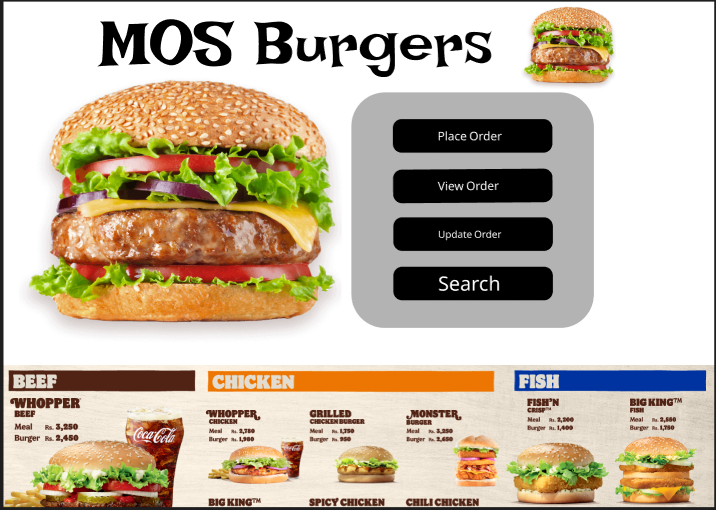 MOS Burgers
Place Order
View Order
Update Order
Search
BEEF
WHOPPER
BEEF
Meal Rs. 3,250
Burger Rs. 2,450
Coca-Cola
CHICKEN
WHOPPER
CHICKEN
Meal Rs. 2,750
Burger Rs. 1,950
GRILLED
CHICKEN BURGER
Meal Rs. 1,750
Burger Rs. 950
MONSTER
BURGER
Meal Rs. 3,250
Burger Rs. 2,650
BIG KING™
SPICY CHICKEN
CHILI CHICKEN
FISH
FISH'N
CRISP™
Meal Rs. 2,200
Burger Rs. 1,400
BIG KING™
FISH
Meal Rs. 2,550
Burger Rs. 1,750